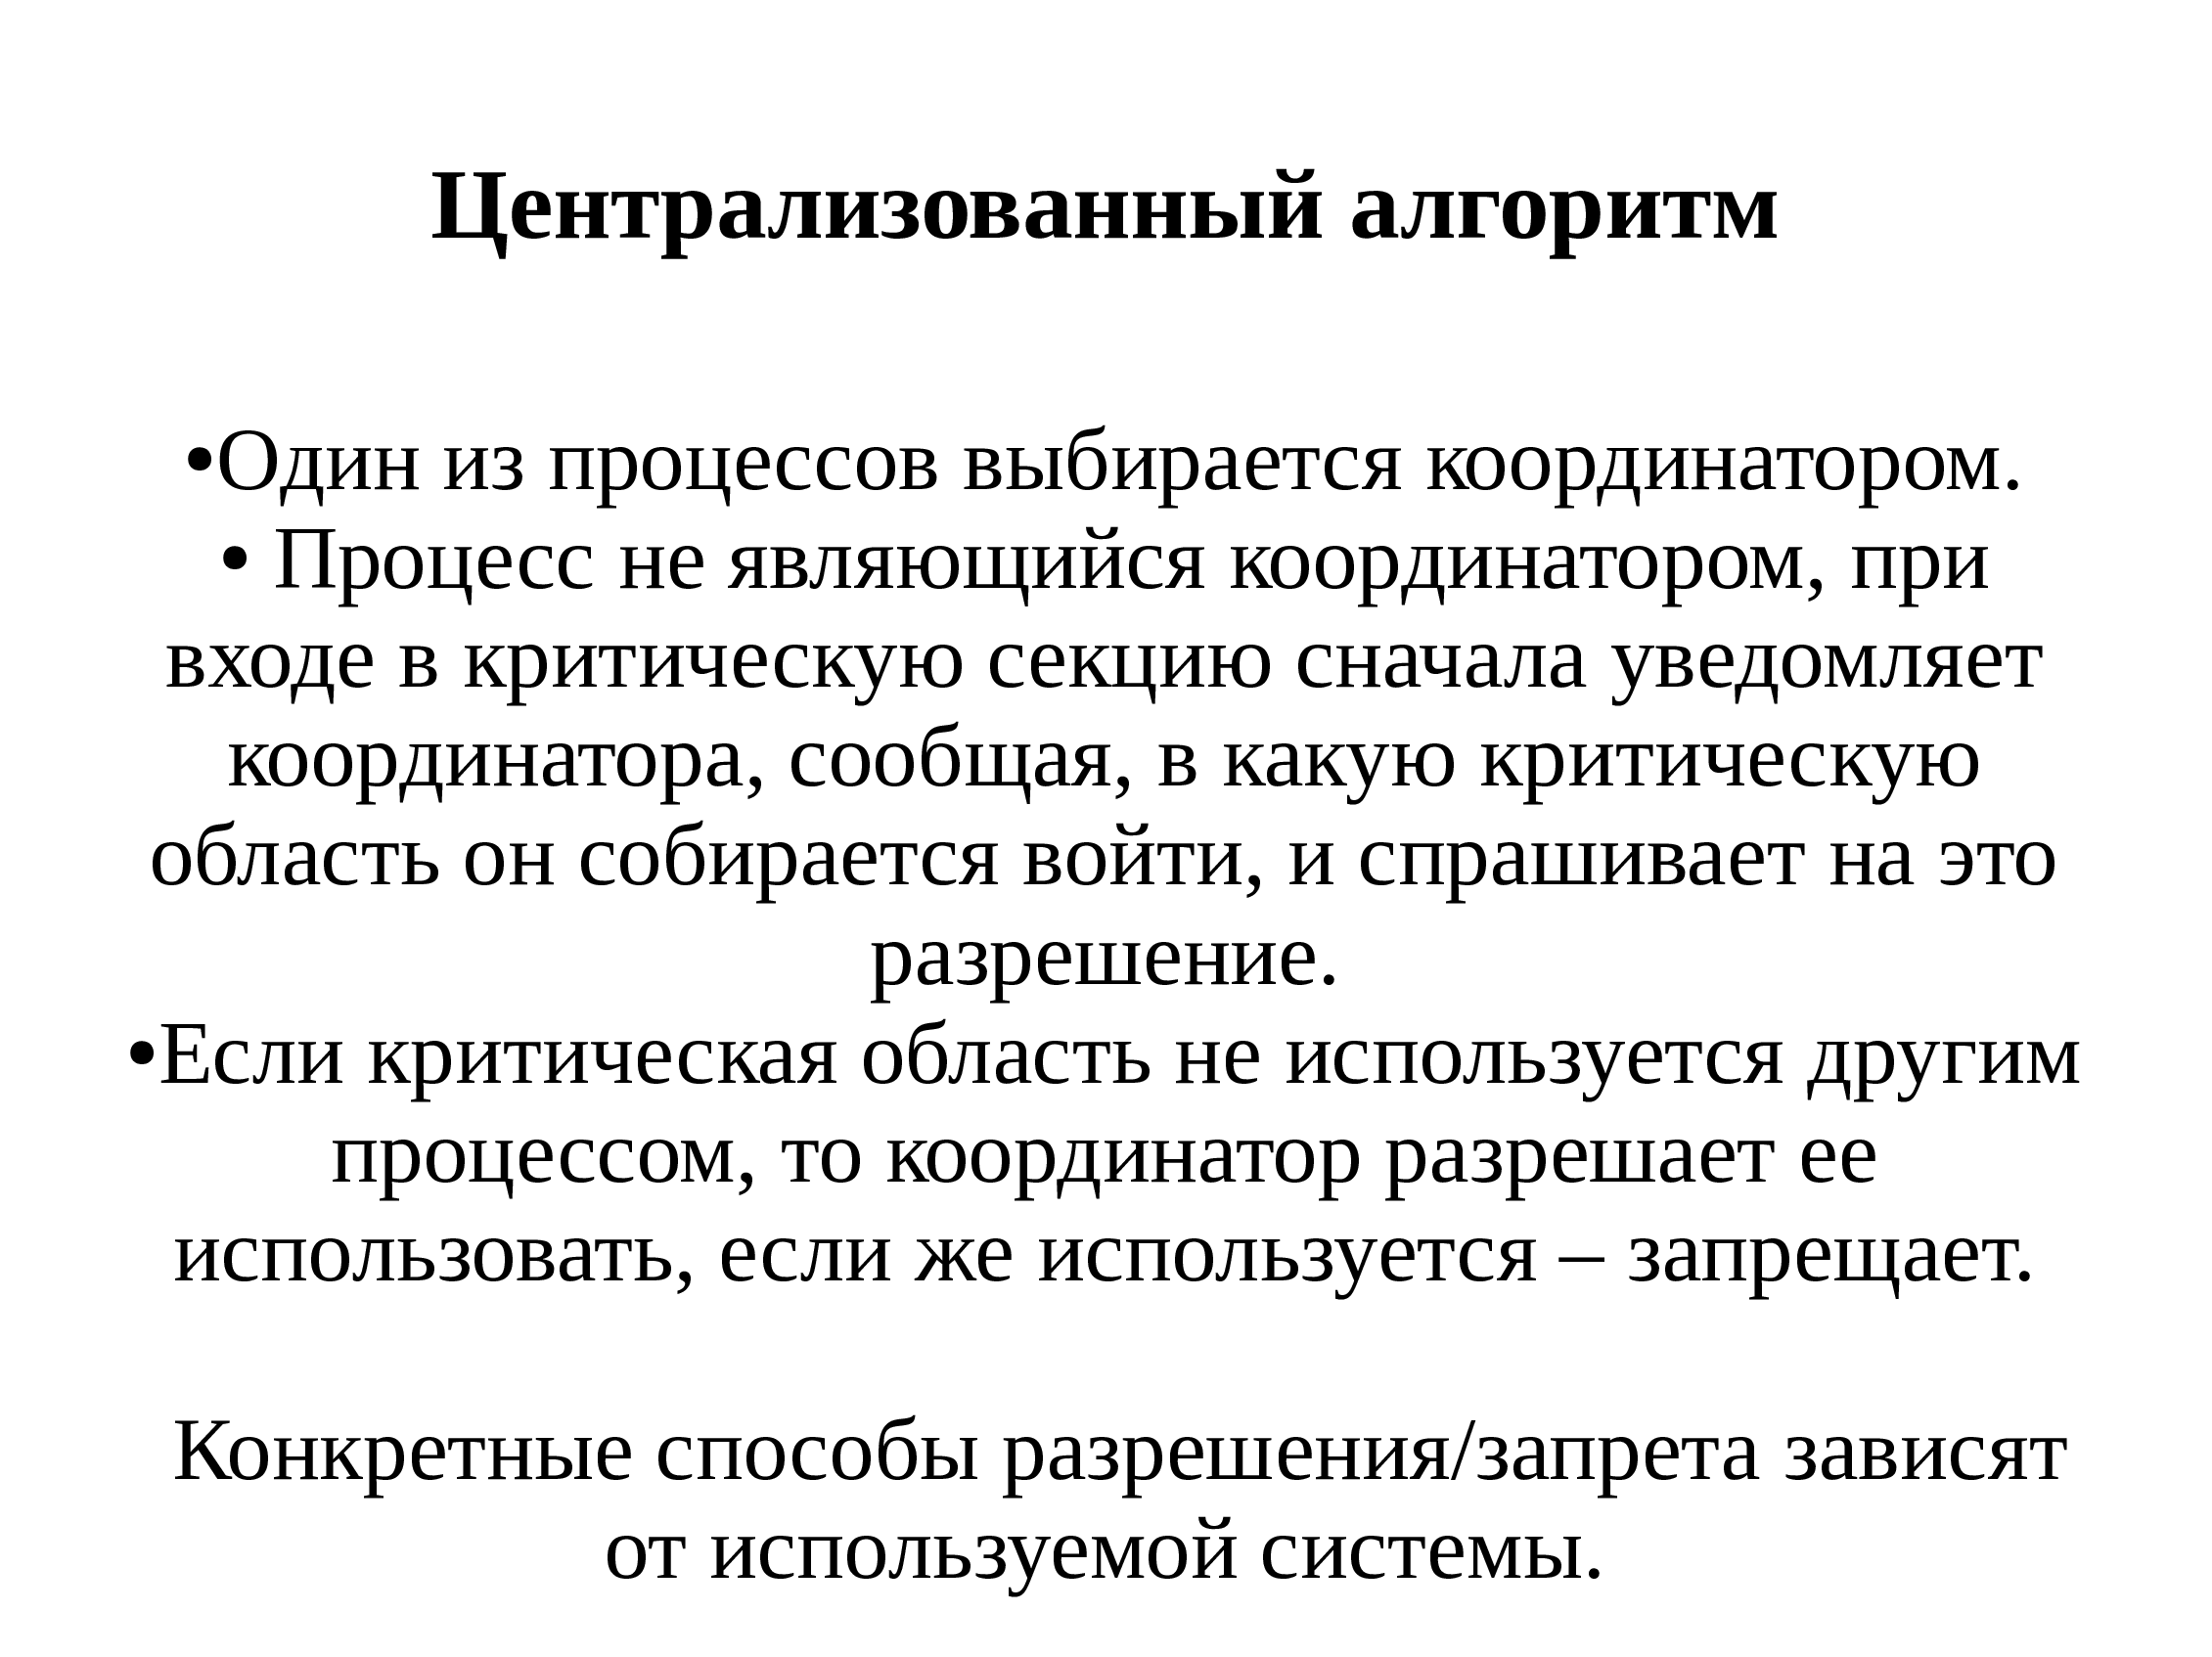 Централизованный алгоритм
•Один из процессов выбирается координатором.
• Процесс не являющийся координатором, при
входе в критическую секцию сначала уведомляет
координатора, сообщая, в какую критическую
область он собирается войти, и спрашивает на это
разрешение.
•Если критическая область не используется другим
процессом, то координатор разрешает ее
использовать, если же используется – запрещает.
Конкретные способы разрешения/запрета зависят
от используемой системы.